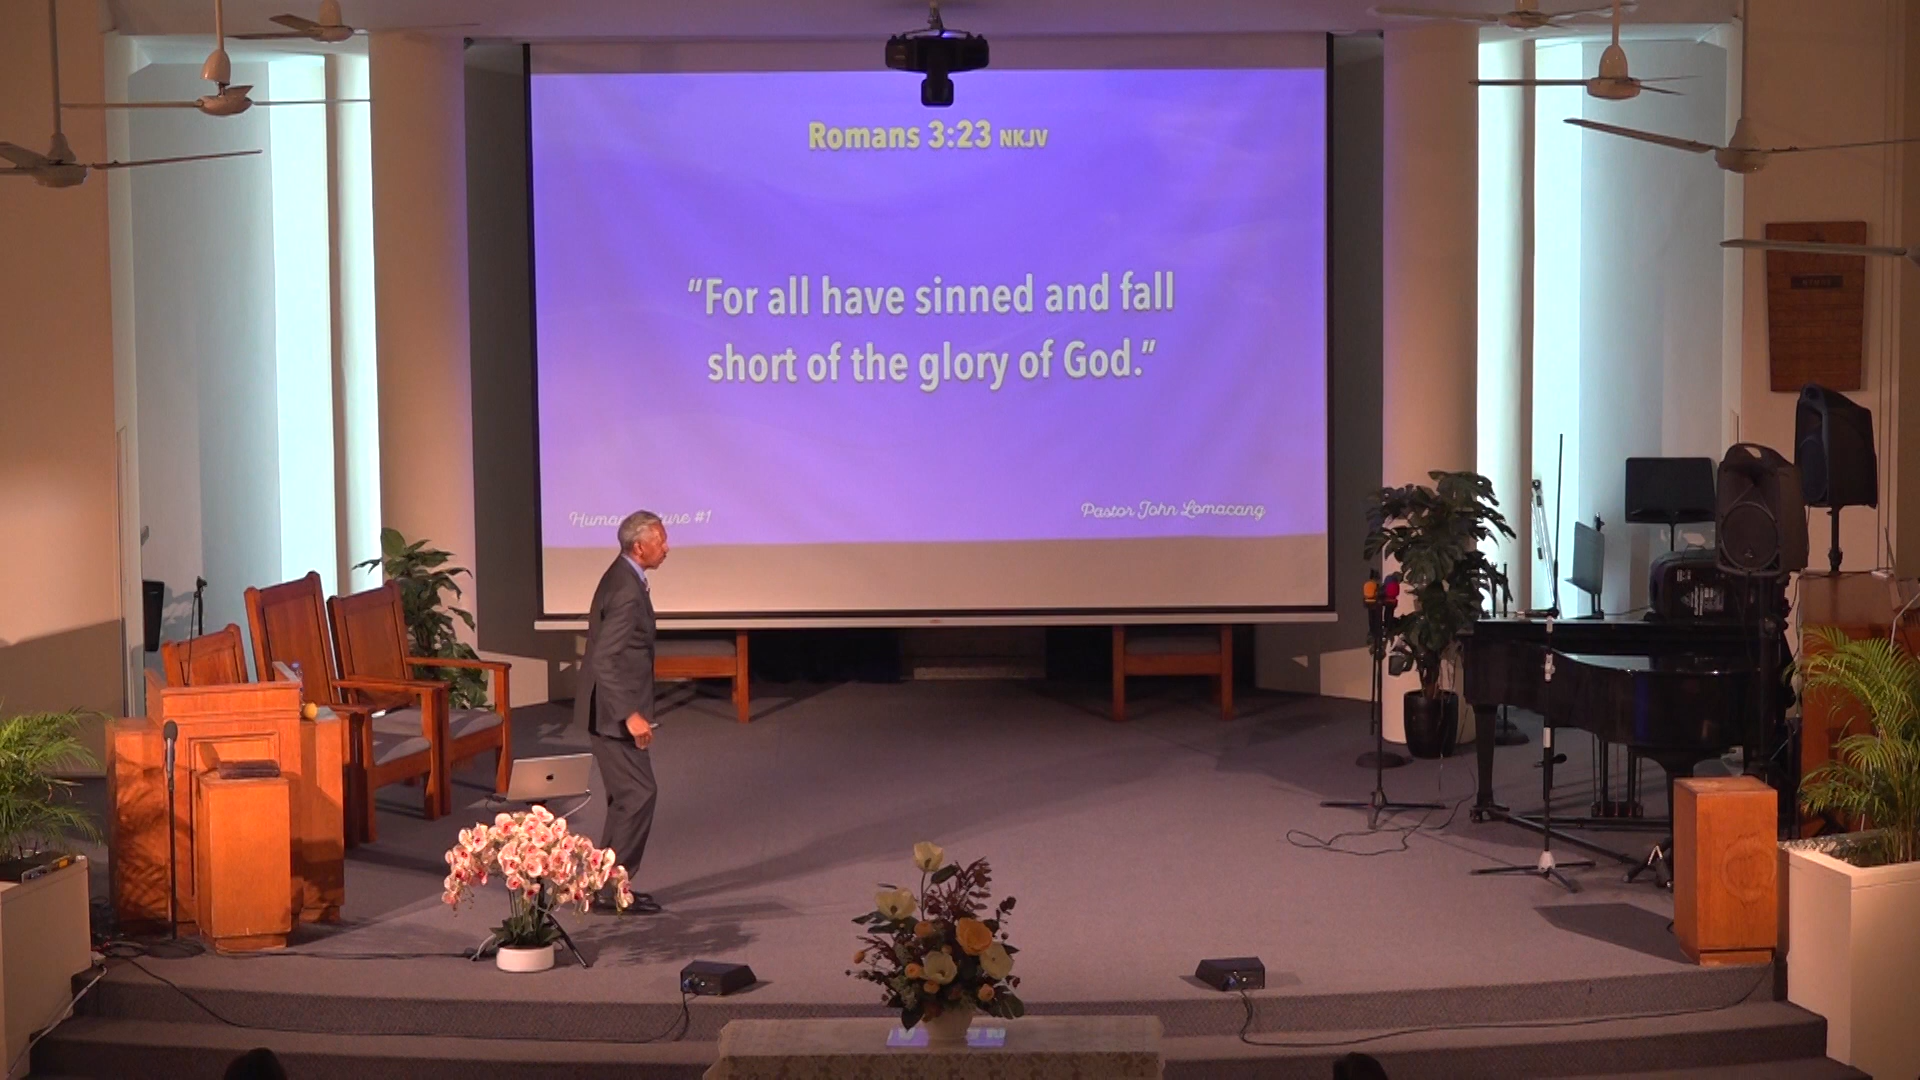 Romans 3:23 NKJV
"For all have sinned and fall
short of the glory of God."
#1
Pastor John Lomacang